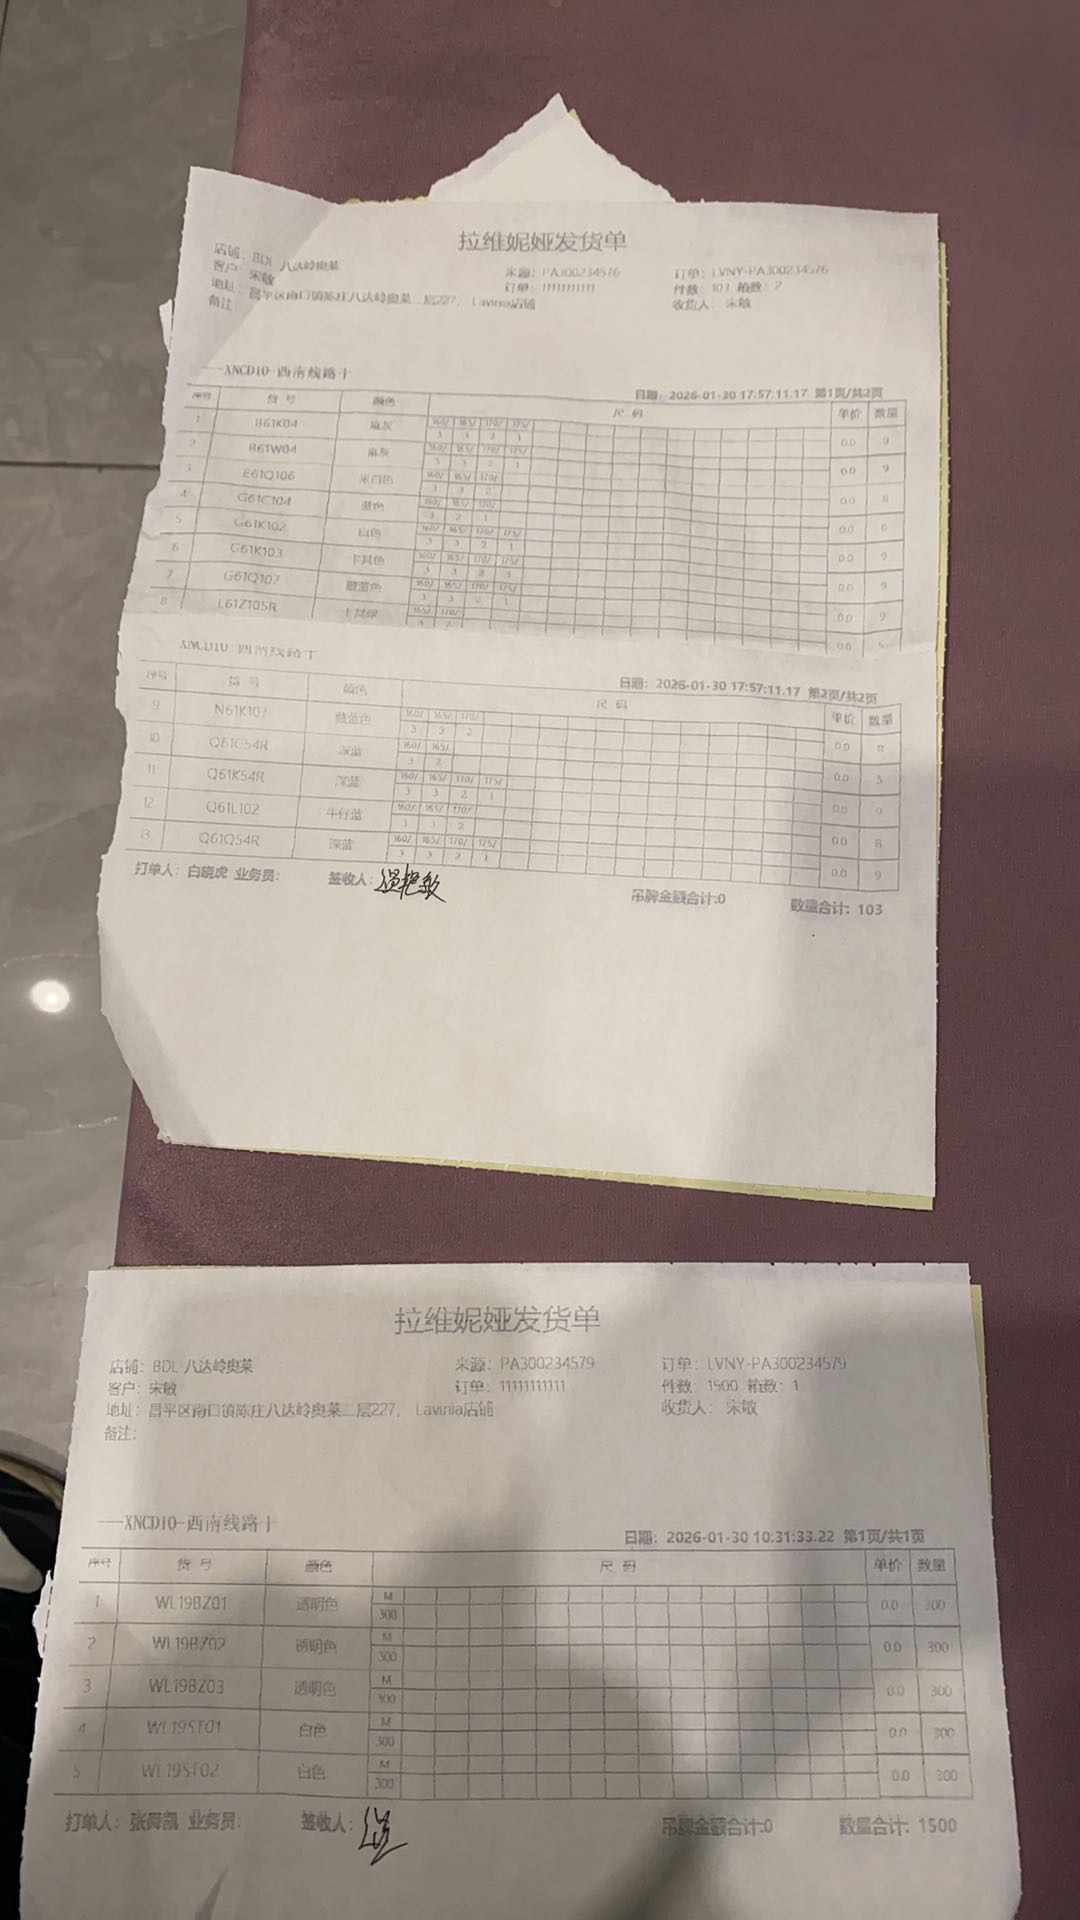 拉维妮娅发货单
店铺：BDL 八达岭奥莱 来源：PA300234576 订单：LVNY-PA300234576
客户：宋敏 订单：11111111111 件数：103 箱数：2
地址：昌平区南口镇陈庄八达岭奥莱二层227， Lavinia店铺 收货人：宋敏
备注：
---XNCD10-西南线路十
日期：2026-01-30 17:57:11.17 第1页/共2页
序号 货号 颜色 尺码 单价 数量
1 B61K04 麻灰 160/ 165/ 170/ 175/ 0.0 9
3 3 2 1
2 B61W04 麻灰 160/ 165/ 170/ 175/ 0.0 9
3 3 2 1
3 E61Q106 米白色 160/ 165/ 170/ 0.0 8
3 3 2
4 G61C104 蓝色 160/ 165/ 170/ 0.0 6
3 2 1
5 G61K102 白色 160/ 165/ 170/ 175/ 0.0 9
3 3 2 1
6 G61K103 卡其色 160/ 165/ 170/ 175/ 0.0 9
3 3 2 1
7 G61Q107 藏蓝色 160/ 165/ 170/ 175/ 0.0 9
3 3 2 1
8 L61Z105R 卡其绿 165/ 170/ 0.0 5
3 2
XNCD10-西南线路十
日期：2026-01-30 17:57:11.17 第2页/共2页
序号 货号 颜色 尺码 单价 数量
9 N61K107 藏蓝色 160/ 165/ 170/ 0.0 8
3 3 2
10 Q61C54R 深蓝 160/ 165/ 0.0 5
3 2
11 Q61K54R 深蓝 160/ 165/ 170/ 175/ 0.0 9
3 3 2 1
12 Q61L102 牛仔蓝 160/ 165/ 170/ 0.0 8
3 3 2
13 Q61Q54R 深蓝 160/ 165/ 170/ 175/ 0.0 9
3 3 2 1
打单人：白晓虎 业务员： 签收人： 吊牌金额合计:0 数量合计：103
拉维妮娅发货单
店铺：BDL-八达岭奥莱 来源：PA300234579 订单：LVNY-PA300234579
客户：宋敏 订单：11111111111 件数：1500 箱数：1
地址：昌平区南口镇陈庄八达岭奥莱二层227， Lavinia店铺 收货人：宋敏
备注：
---XNCD10-西南线路十
日期：2026-01-30 10:31:33.22 第1页/共1页
序号 货号 颜色 尺码 单价 数量
1 WL19BZ01 透明色 M 0.0 300
300
2 WL19BZ02 透明色 M 0.0 300
300
3 WL19BZ03 透明色 M 0.0 300
300
4 WL19ST01 白色 M 0.0 300
300
5 WL19ST02 白色 M 0.0 300
300
打单人：张舜凯 业务员： 签收人： 吊牌金额合计:0 数量合计：1500